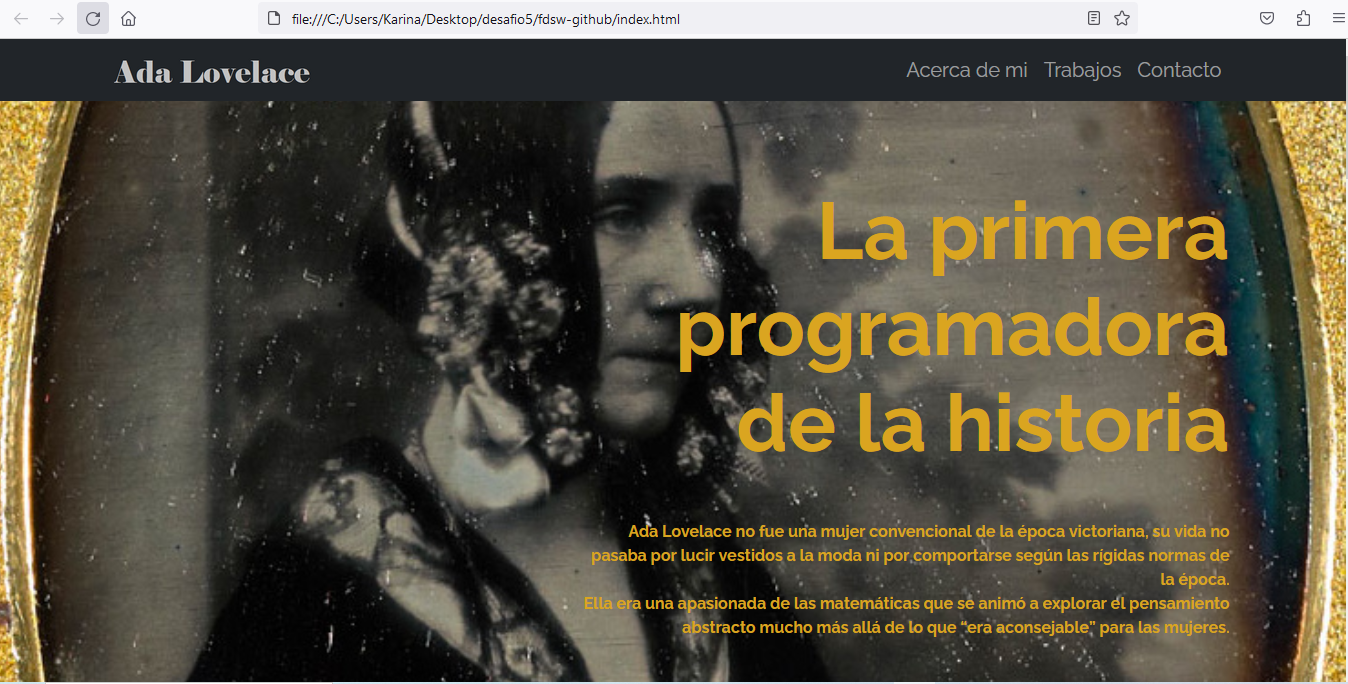 file:///C:/Users/Karina/Desktop/desafio5/fdsw-github/index.html
Ada Lovelace
Acerca de mi Trabajos Contacto
La primera
programadora
de la historia
Ada Lovelace no fue una mujer convencional de la época victoriana, su vida no
pasaba por lucir vestidos a la moda ni por comportarse según las rígidas normas de
la época.
Ella era una apasionada de las matemáticas que se animó a explorar el pensamiento
abstracto mucho más allá de lo que “era aconsejable” para las mujeres.